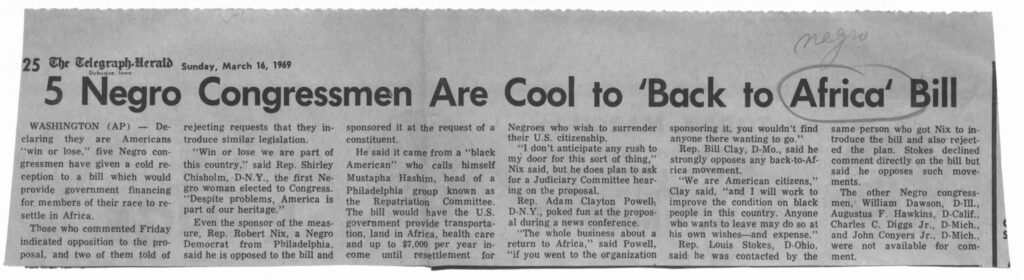 negro
25 The Telegraph-Herald Sunday, March 16, 1969
Dubuque, Iowa
5 Negro Congressmen Are Cool to 'Back to Africa' Bill
WASHINGTON (AP) — De-
claring they are Americans
"win or lose," five Negro con-
gressmen have given a cold re-
ception to a bill which would
provide government financing
for members of their race to re-
settle in Africa.
Those who commented Friday
indicated opposition to the pro-
posal, and two of them told of
rejecting requests that they in-
troduce similar legislation.
"Win or lose we are part of
this country," said Rep. Shirley
Chisholm, D-N.Y., the first Ne-
gro woman elected to Congress.
"Despite problems, America is
part of our heritage."
Even the sponsor of the meas-
ure, Rep. Robert Nix, a Negro
Democrat from Philadelphia,
said he is opposed to the bill and
sponsored it at the request of a
constituent.
He said it came from a "black
American" who calls himself
Mustapha Hashim, head of a
Philadelphia group known as
the Repatriation Committee.
The bill would have the U.S.
government provide transporta-
tion, land in Africa, health care
and up to $7,000 per year in-
come until resettlement for
Negroes who wish to surrender
their U.S. citizenship.
"I don't anticipate any rush to
my door for this sort of thing,"
Nix said, but he does plan to ask
for a Judiciary Committee hear-
ing on the proposal.
Rep. Adam Clayton Powell,
D-N.Y., poked fun at the propos-
al during a news conference.
"The whole business about a
return to Africa," said Powell,
"if you went to the organization
sponsoring it, you wouldn't find
anyone there wanting to go."
Rep. Bill Clay, D-Mo., said he
strongly opposes any back-to-Af-
rica movement.
"We are American citizens,"
Clay said, "and I will work to
improve the condition on black
people in this country. Anyone
who wants to leave may do so at
his own wishes—and expense."
Rep. Louis Stokes, D-Ohio,
said he was contacted by the
same person who got Nix to in-
troduce the bill and also reject-
ed the plan. Stokes declined
comment directly on the bill but
said he opposes such move-
ments.
The other Negro congress-
men, William Dawson, D-Ill.,
Augustus F. Hawkins, D-Calif.,
Charles C. Diggs Jr., D-Mich.,
and John Conyers Jr., D-Mich.,
were not available for com-
ment.